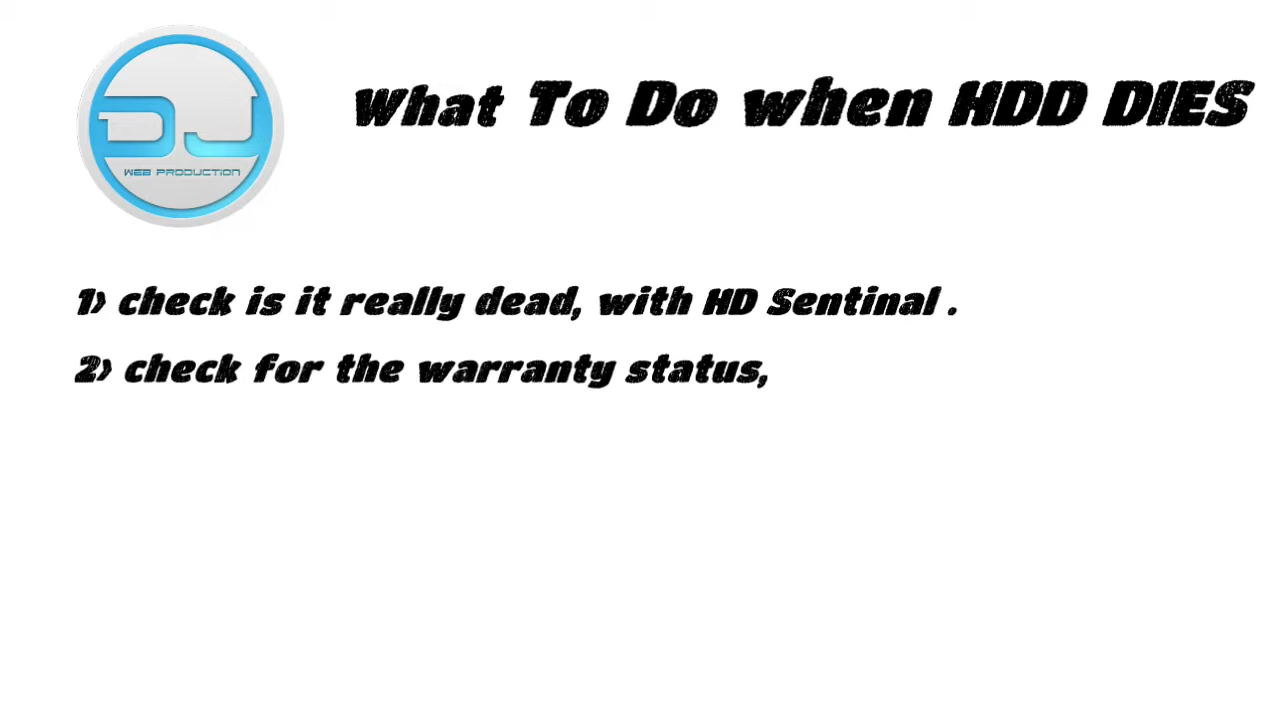 DJ
WEB PRODUCTION
What To Do when HDD DIES
1) check is it really dead, with HD Sentinal .
2) check for the warranty status,